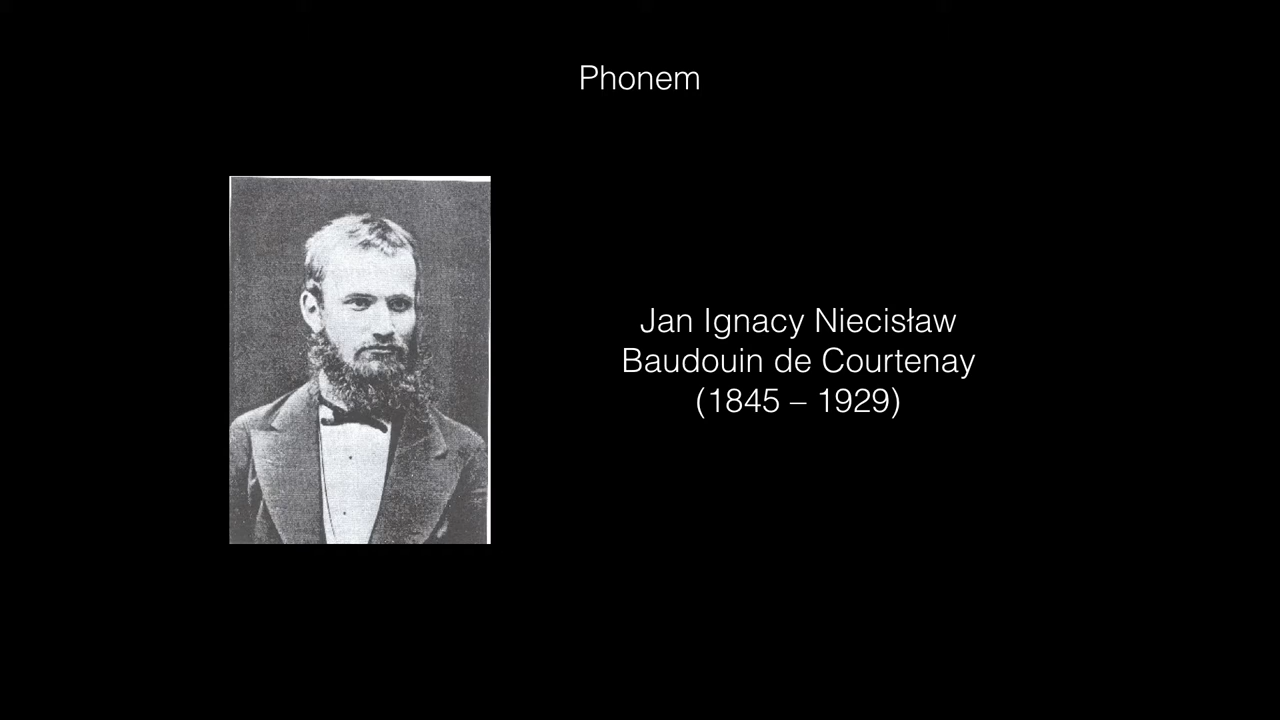 Phonem
Jan Ignacy Niecisław
Baudouin de Courtenay
(1845 – 1929)